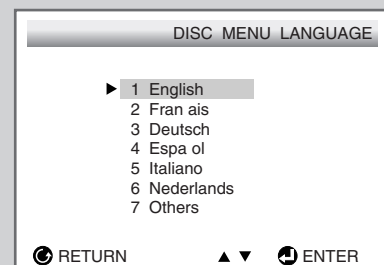 DISC MENU LANGUAGE
▶ 1 English
2 Fran ais
3 Deutsch
4 Espa ol
5 Italiano
6 Nederlands
7 Others
RETURN ▲ ▼ ENTER